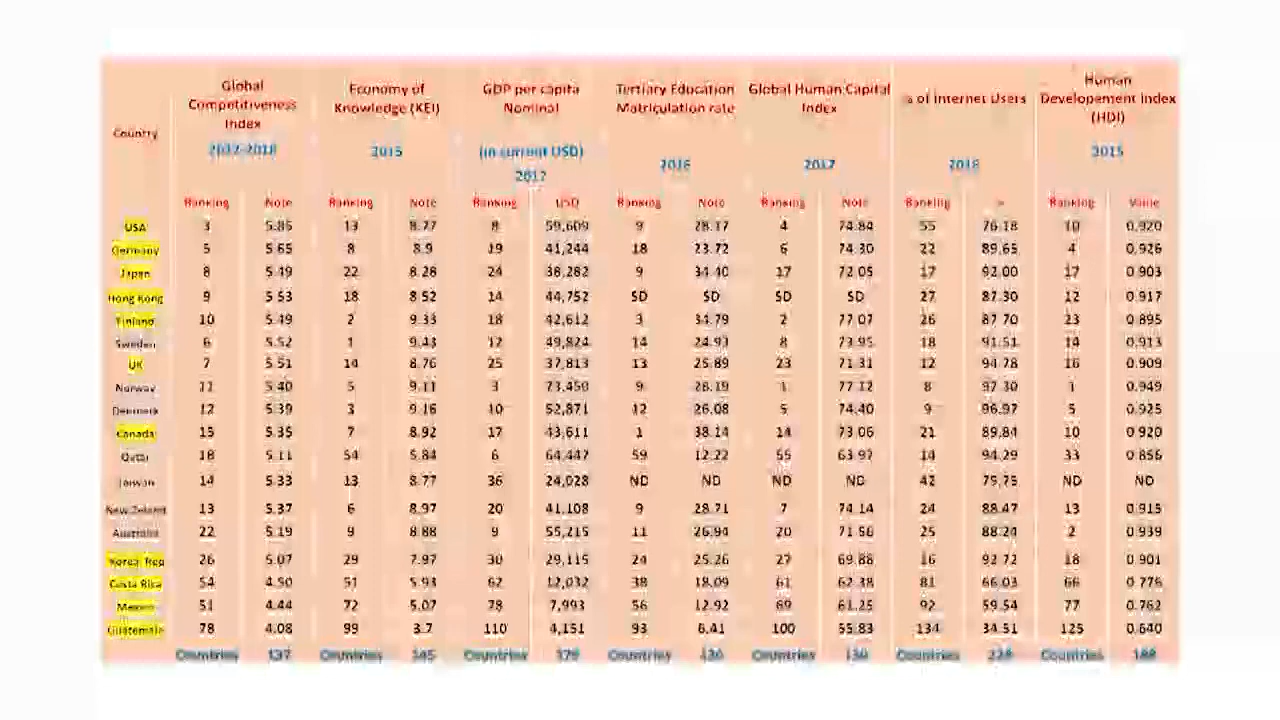 Country Global Competitiveness Index 2017-2018 Economy of Knowledge (KEI) 2015 GDP per capita Nominal (in current USD) 2017 Tertiary Education Matriculation rate 2016 Global Human Capital Index 2017 % of Internet Users 2016 Human Developement Index (HDI) 2015
Ranking Note Ranking Note Ranking USD Ranking Note Ranking Note Ranking % Ranking Value
USA 3 5.85 13 8.77 8 59,609 9 28.17 4 74.84 55 76.18 10 0.920
Germany 5 5.65 8 8.9 19 41,244 18 23.72 6 74.30 22 89.65 4 0.926
Japan 8 5.49 22 8.28 24 38,282 9 34.40 17 72.05 17 92.00 17 0.903
Hong Kong 9 5.53 18 8.52 14 44,752 SD SD SD SD 27 87.30 12 0.917
Finland 10 5.49 2 9.33 18 42,612 3 34.79 2 77.07 26 87.70 23 0.895
Sweden 6 5.52 1 9.43 12 49,824 14 24.93 8 73.95 18 91.51 14 0.913
UK 7 5.51 14 8.76 25 37,813 13 25.89 23 71.31 12 94.78 16 0.909
Norway 11 5.40 5 9.11 3 73,450 9 28.19 1 77.12 8 97.30 1 0.949
Denmark 12 5.39 3 9.16 10 52,871 12 26.08 5 74.40 9 96.97 5 0.925
Canada 15 5.35 7 8.92 17 43,611 1 38.14 14 73.06 21 89.84 10 0.920
Qatar 18 5.11 54 5.84 6 64,447 59 12.22 55 63.97 14 94.29 33 0.856
Taiwan 14 5.33 13 8.77 36 24,028 ND ND ND ND 42 79.75 ND ND
New Zeland 13 5.37 6 8.97 20 41,108 9 28.71 7 74.14 24 88.47 13 0.915
Australia 22 5.19 9 8.88 9 55,215 11 26.94 20 71.56 25 88.24 2 0.939
Korea Rep 26 5.07 29 7.97 30 29,115 24 25.26 27 69.88 16 92.72 18 0.901
Costa Rica 54 4.50 51 5.93 62 12,032 38 18.09 61 62.38 81 66.03 66 0.776
Mexico 51 4.44 72 5.07 78 7,993 56 12.92 69 61.25 92 59.54 77 0.762
Guatemala 78 4.08 99 3.7 110 4,151 93 6.41 100 55.83 134 34.51 125 0.640
Countries 137 Countries 145 Countries 179 Countries 130 Countries 130 Countries Countries 188